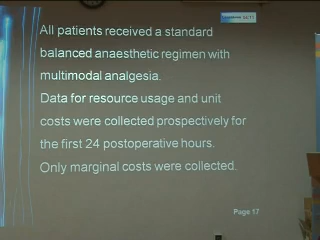 All patients received a standard
balanced anaesthetic regimen with
multimodal analgesia.
Data for resource usage and unit
costs were collected prospectively for
the first 24 postoperative hours.
Only marginal costs were collected.
Page 17